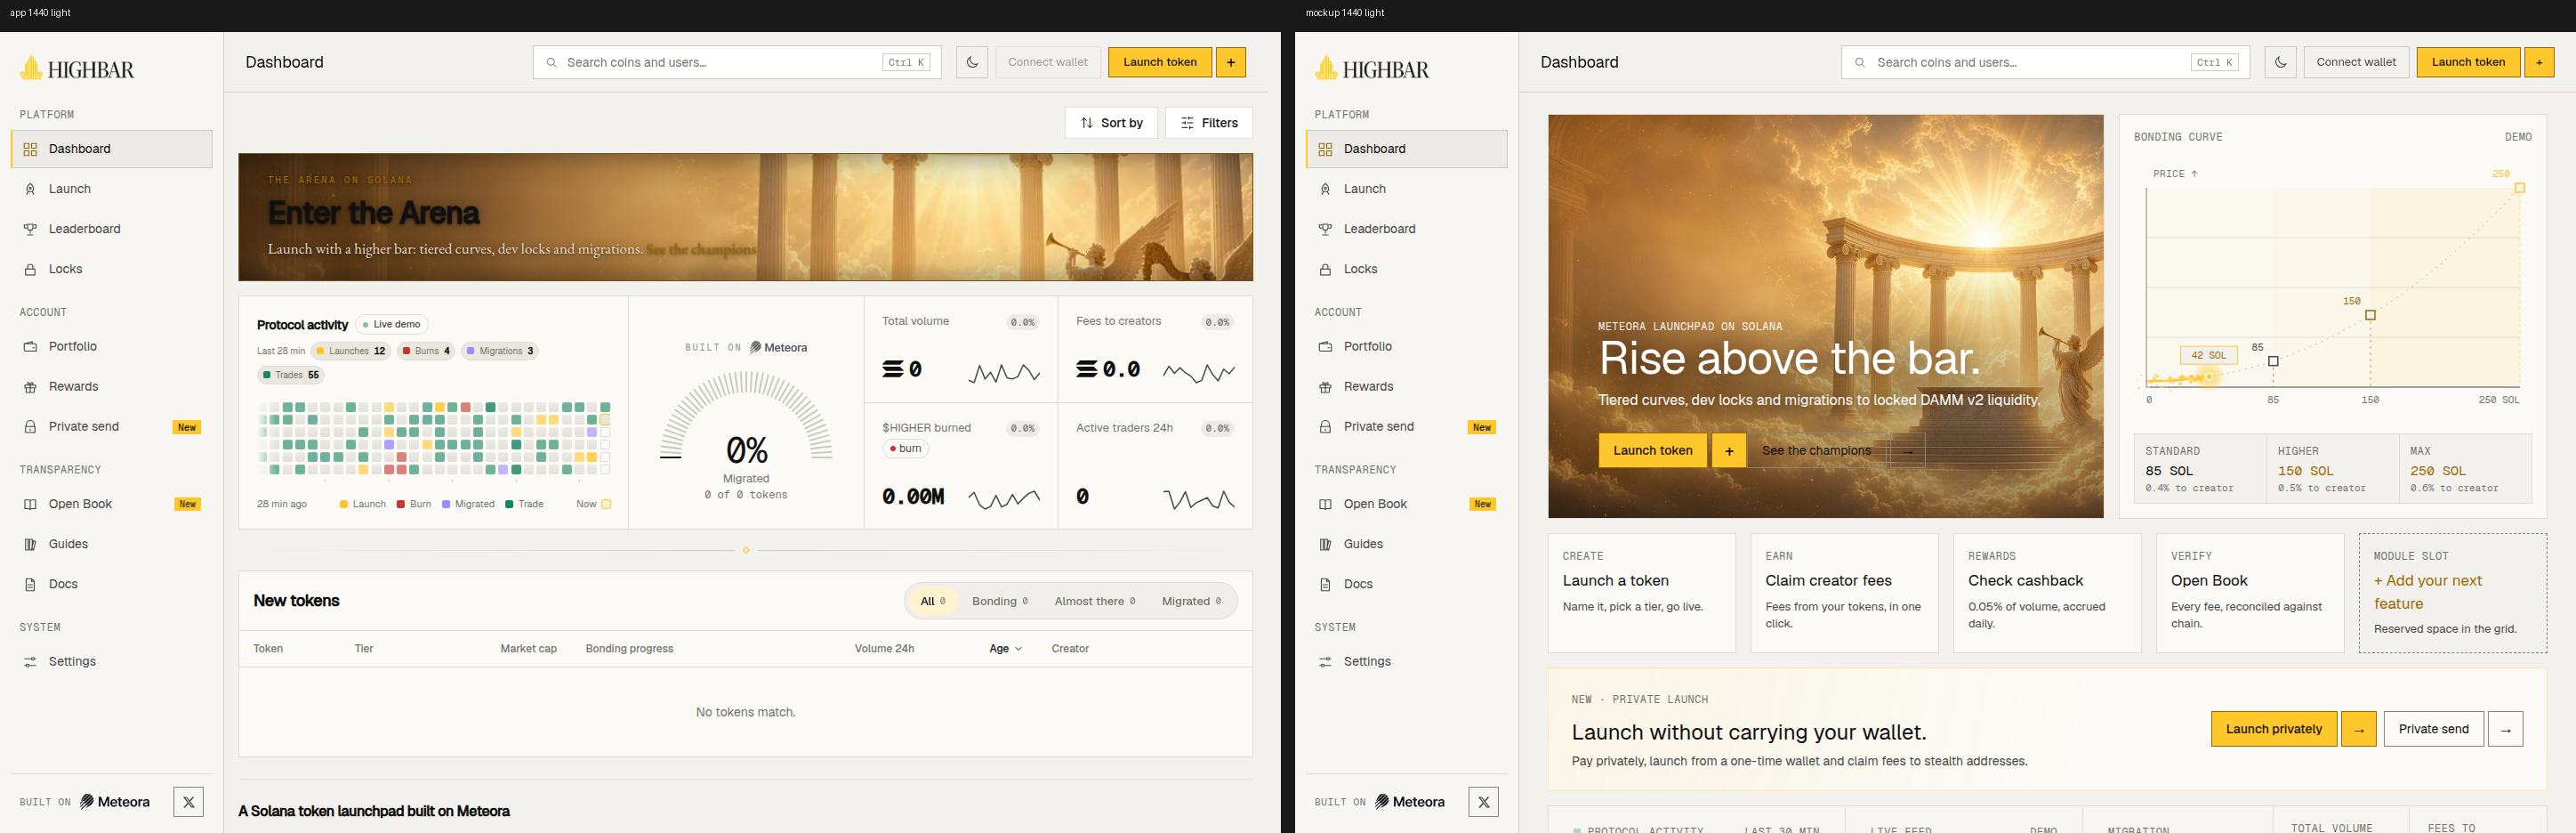 app 1440 light
HIGHBAR
PLATFORM
Dashboard
Launch
Leaderboard
Locks
ACCOUNT
Portfolio
Rewards
Private send New
TRANSPARENCY
Open Book New
Guides
Docs
SYSTEM
Settings
BUILT ON Meteora
Dashboard
Search coins and users... Ctrl K
Connect wallet
Launch token +
Sort by
Filters
THE ARENA ON SOLANA
Enter the Arena
Launch with a higher bar: tiered curves, dev locks and migrations. See the champions
Protocol activity Live demo
Last 28 min Launches 12 Burns 4 Migrations 3
Trades 55
28 min ago Launch Burn Migrated Trade Now
BUILT ON Meteora
0%
Migrated
0 of 0 tokens
Total volume 0.0%
0
Fees to creators 0.0%
0.0
$HIGHER burned 0.0%
burn
0.00M
Active traders 24h 0.0%
0
New tokens
All 0 Bonding 0 Almost there 0 Migrated 0
Token Tier Market cap Bonding progress Volume 24h Age Creator
No tokens match.
A Solana token launchpad built on Meteora
mockup 1440 light
HIGHBAR
PLATFORM
Dashboard
Launch
Leaderboard
Locks
ACCOUNT
Portfolio
Rewards
Private send New
TRANSPARENCY
Open Book New
Guides
Docs
SYSTEM
Settings
BUILT ON Meteora
Dashboard
Search coins and users... Ctrl K
Connect wallet
Launch token +
METEORA LAUNCHPAD ON SOLANA
Rise above the bar.
Tiered curves, dev locks and migrations to locked DAMM v2 liquidity.
Launch token + See the champions →
BONDING CURVE DEMO
PRICE ↑ 250
150
42 SOL 85
0 85 150 250 SOL
STANDARD
85 SOL
0.4% to creator
HIGHER
150 SOL
0.5% to creator
MAX
250 SOL
0.6% to creator
CREATE
Launch a token
Name it, pick a tier, go live.
EARN
Claim creator fees
Fees from your tokens, in one
click.
REWARDS
Check cashback
0.05% of volume, accrued
daily.
VERIFY
Open Book
Every fee, reconciled against
chain.
MODULE SLOT
+ Add your next
feature
Reserved space in the grid.
NEW · PRIVATE LAUNCH
Launch without carrying your wallet.
Pay privately, launch from a one-time wallet and claim fees to stealth addresses.
Launch privately → Private send →
PROTOCOL ACTIVITY LAST 30 MIN
LIVE FEED DEMO
MIGRATION
TOTAL VOLUME
FEES TO